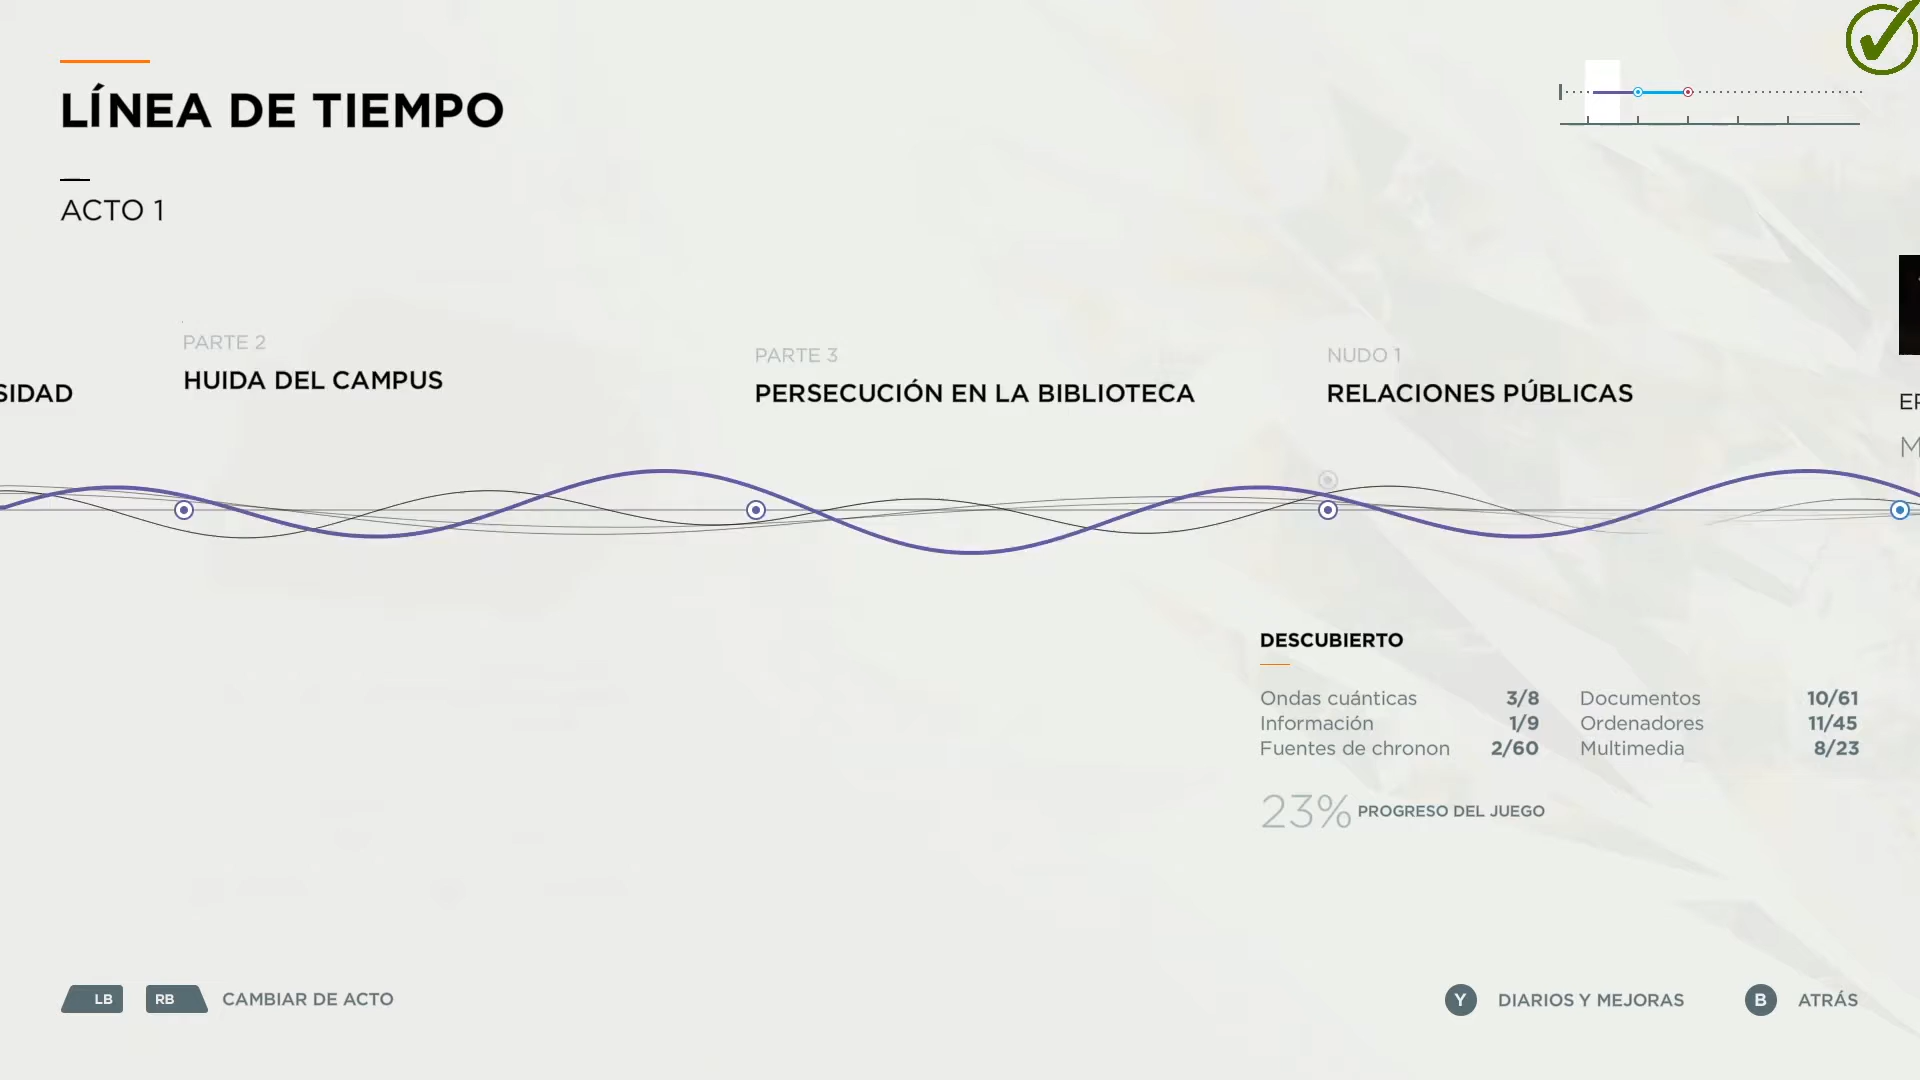 LÍNEA DE TIEMPO
ACTO 1
PARTE 2
HUIDA DEL CAMPUS
PARTE 3
PERSECUCIÓN EN LA BIBLIOTECA
NUDO 1
RELACIONES PÚBLICAS
SIDAD
DESCUBIERTO
Ondas cuánticas 3/8 Documentos 10/61
Información 1/9 Ordenadores 11/45
Fuentes de chronon 2/60 Multimedia 8/23
23% PROGRESO DEL JUEGO
LB RB CAMBIAR DE ACTO
Y DIARIOS Y MEJORAS B ATRÁS